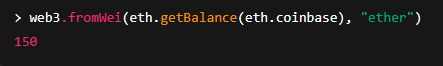 > web3.fromWei(eth.getBalance(eth.coinbase), "ether")
150